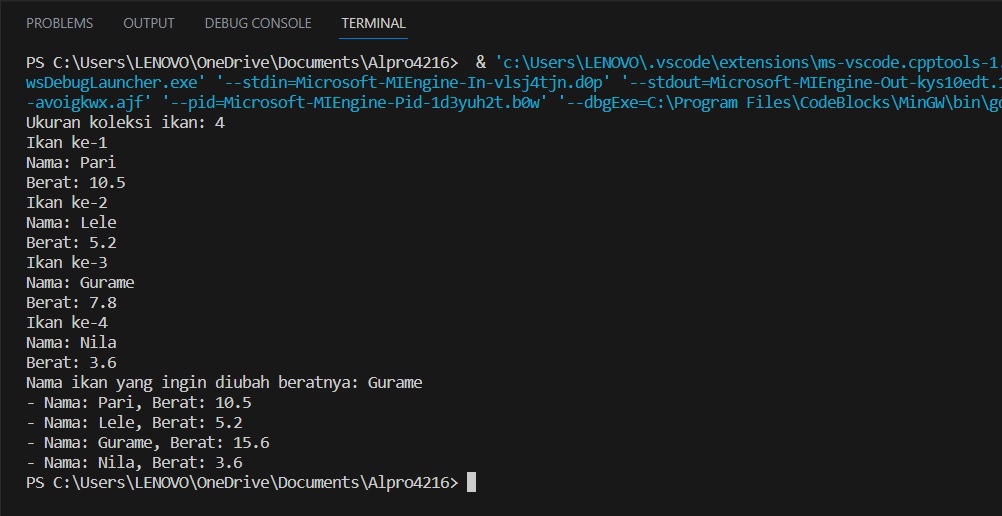 PROBLEMS OUTPUT DEBUG CONSOLE TERMINAL
PS C:\Users\LENOVO\OneDrive\Documents\Alpro4216>  & 'c:\Users\LENOVO\.vscode\extensions\ms-vscode.cpptools-1.
wsDebugLauncher.exe' '--stdin=Microsoft-MIEngine-In-vlsj4tjn.d0p' '--stdout=Microsoft-MIEngine-Out-kys10edt.1
-avoigkwx.ajf' '--pid=Microsoft-MIEngine-Pid-1d3yuh2t.b0w' '--dbgExe=C:\Program Files\CodeBlocks\MinGW\bin\gd
Ukuran koleksi ikan: 4
Ikan ke-1
Nama: Pari
Berat: 10.5
Ikan ke-2
Nama: Lele
Berat: 5.2
Ikan ke-3
Nama: Gurame
Berat: 7.8
Ikan ke-4
Nama: Nila
Berat: 3.6
Nama ikan yang ingin diubah beratnya: Gurame
- Nama: Pari, Berat: 10.5
- Nama: Lele, Berat: 5.2
- Nama: Gurame, Berat: 15.6
- Nama: Nila, Berat: 3.6
PS C:\Users\LENOVO\OneDrive\Documents\Alpro4216>